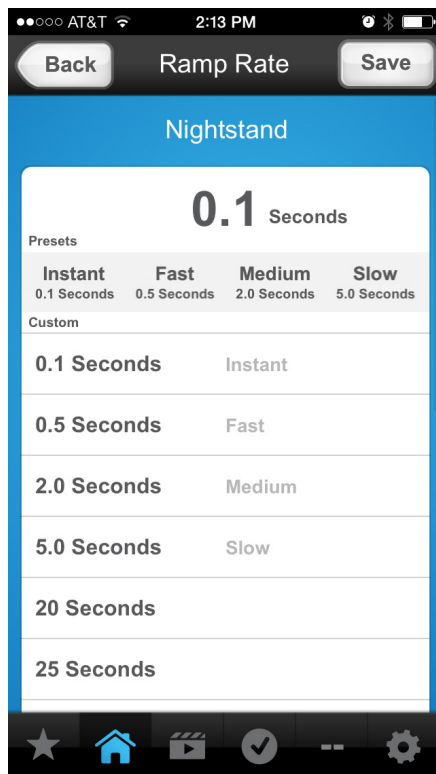 AT&T 2:13 PM
Back Ramp Rate Save
Nightstand
0.1 Seconds
Presets
Instant Fast Medium Slow
0.1 Seconds 0.5 Seconds 2.0 Seconds 5.0 Seconds
Custom
0.1 Seconds Instant
0.5 Seconds Fast
2.0 Seconds Medium
5.0 Seconds Slow
20 Seconds
25 Seconds
--